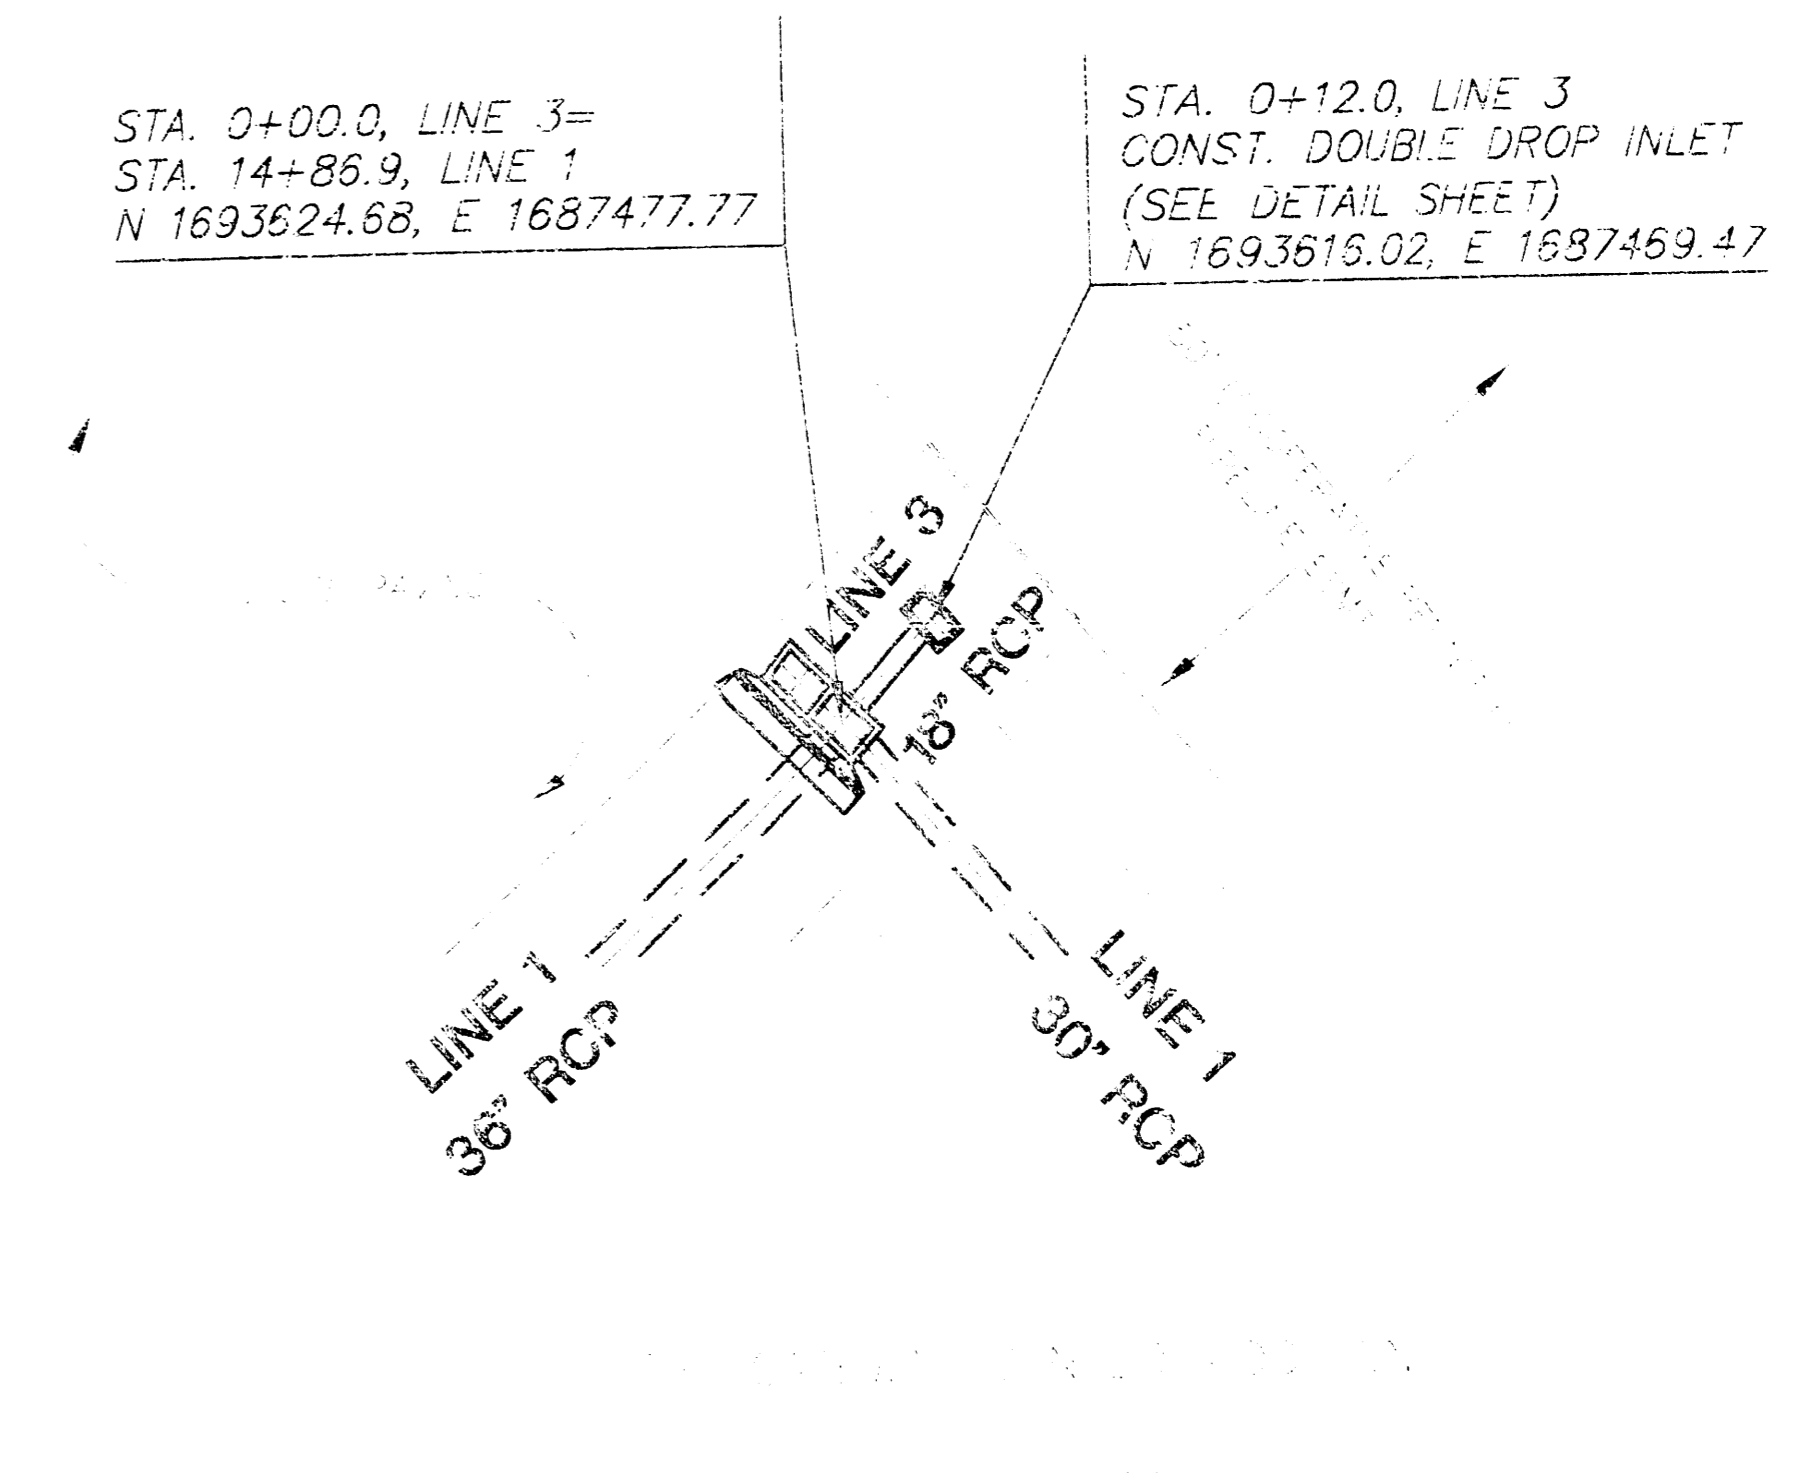 STA. 0+00.0, LINE 3=
STA. 14+86.9, LINE 1
N 1693624.68, E 1687477.77
STA. 0+12.0, LINE 3
CONST. DOUBLE DROP INLET
(SEE DETAIL SHEET)
N 1693616.02, E 1687469.47
LINE 3
18" RCP
LINE 1
36" RCP
LINE 1
30" RCP